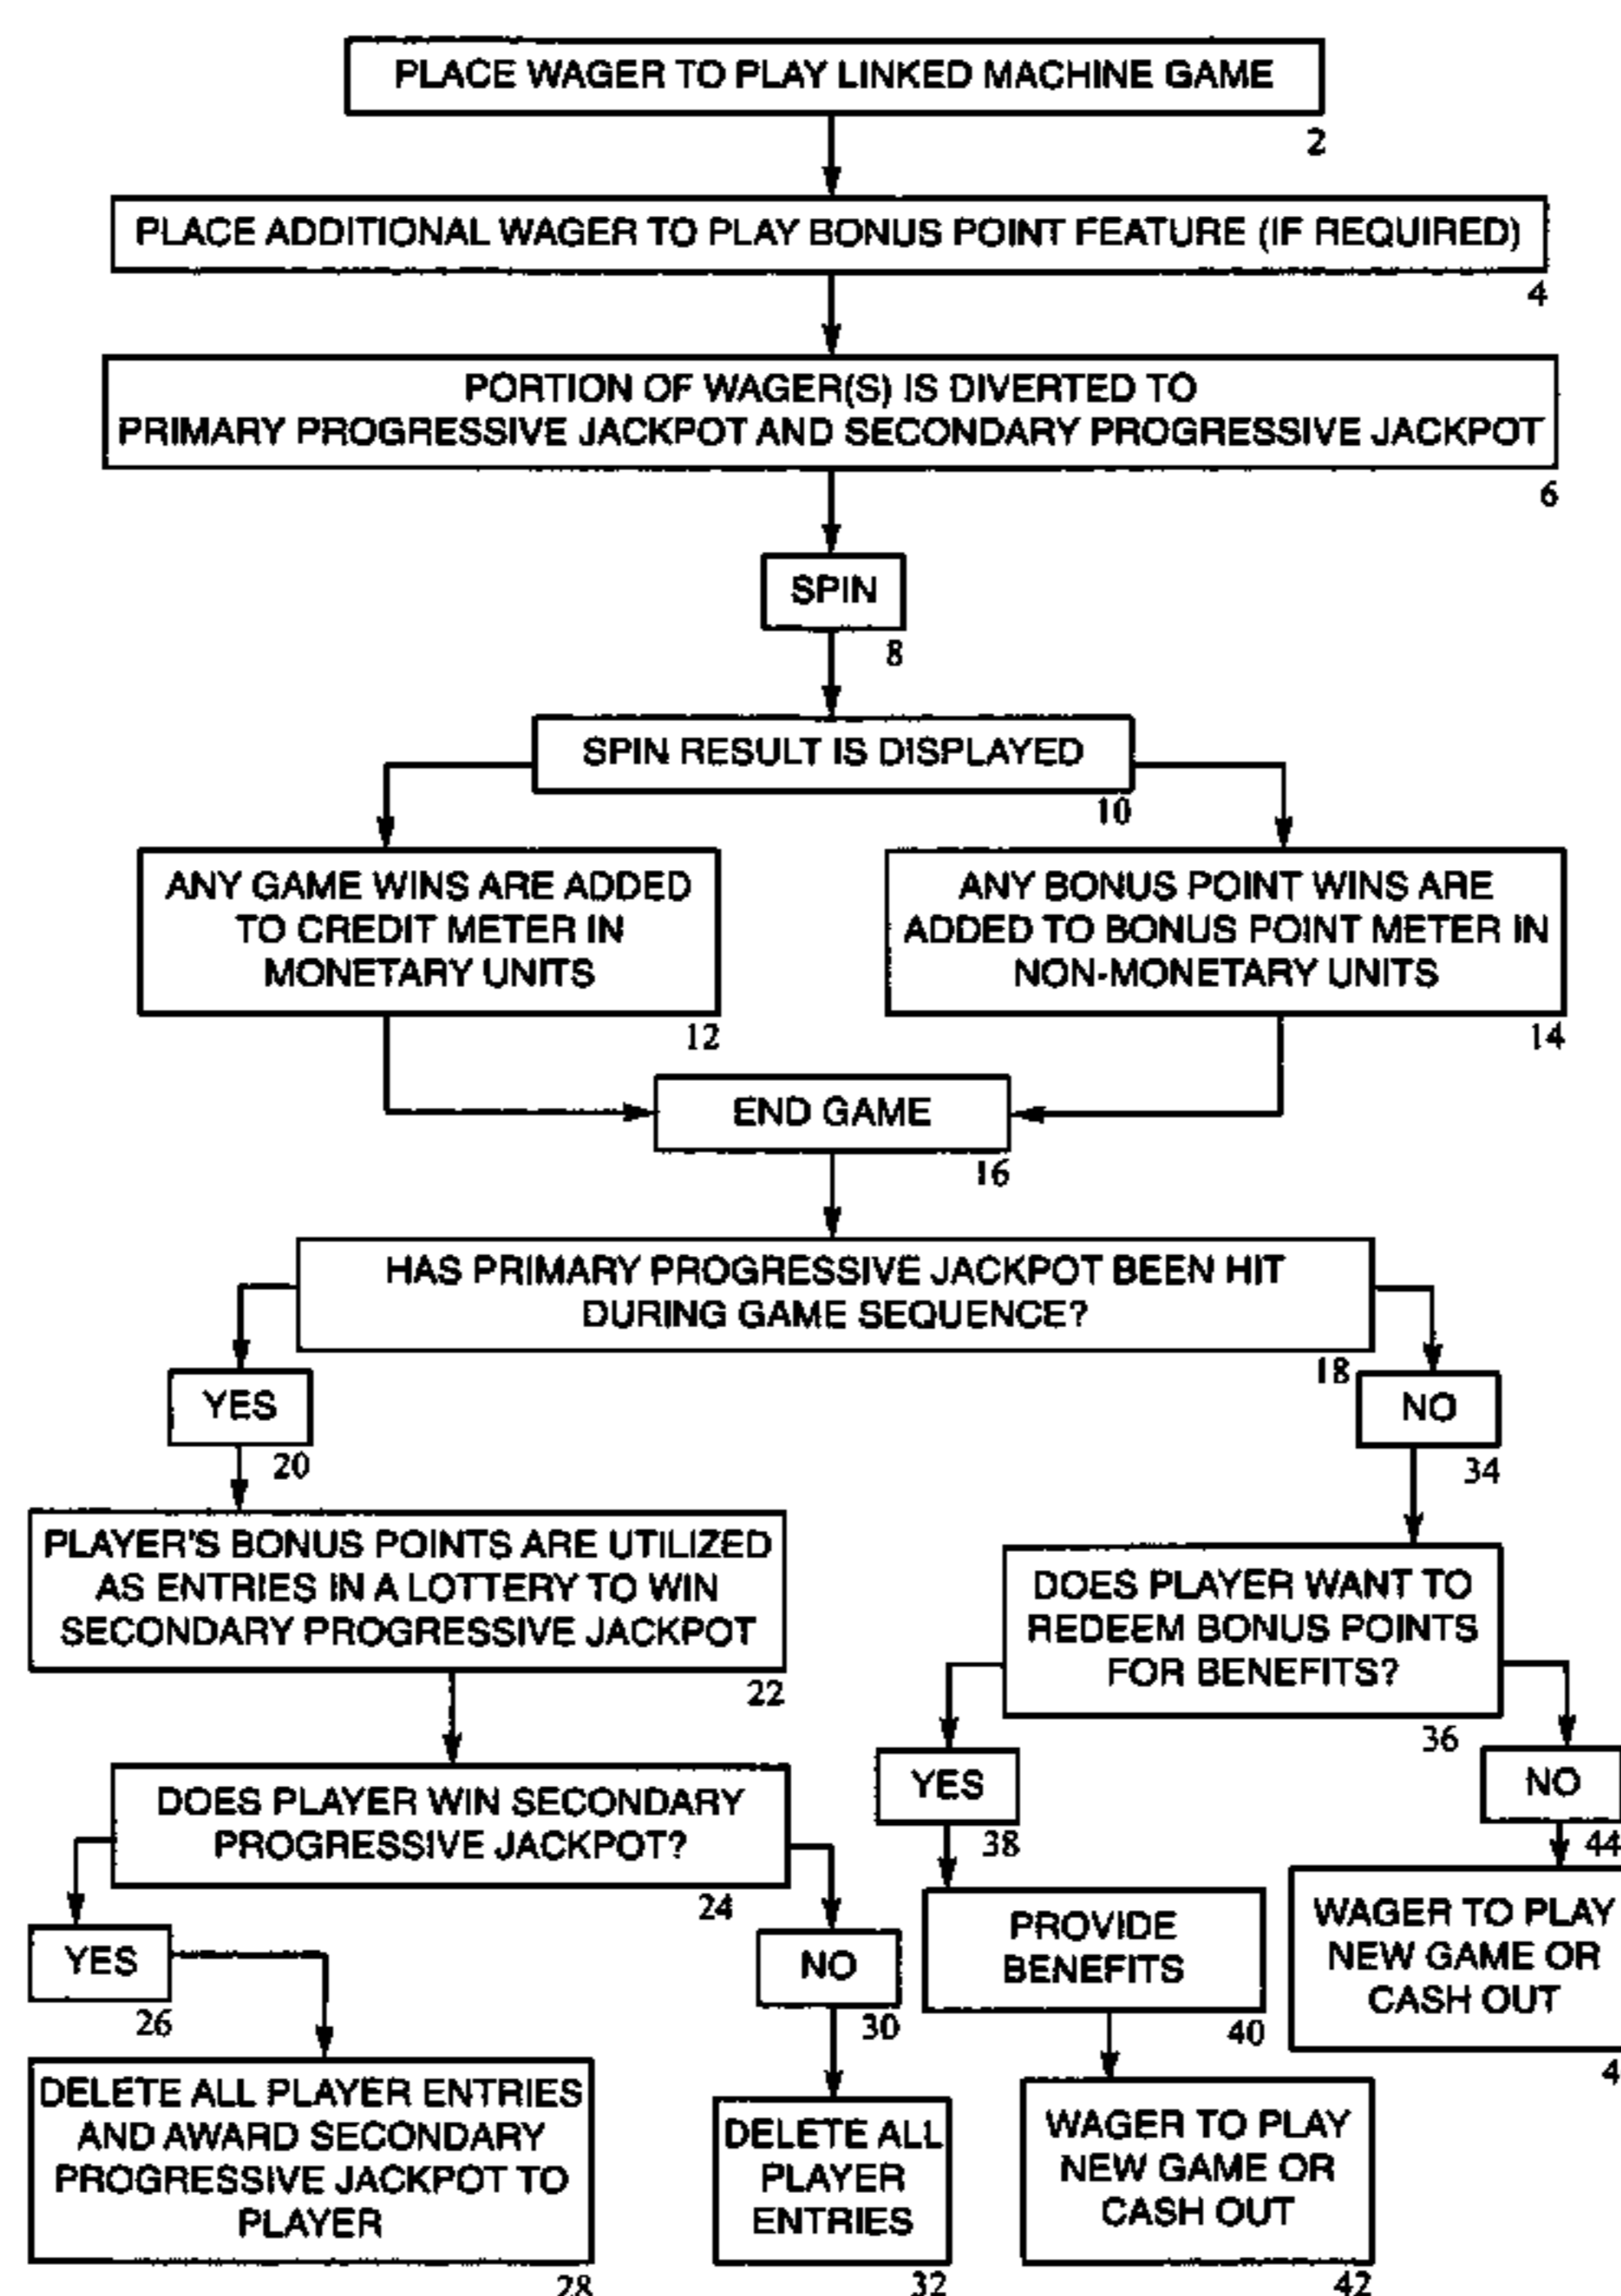 PLACE WAGER TO PLAY LINKED MACHINE GAME
2
PLACE ADDITIONAL WAGER TO PLAY BONUS POINT FEATURE (IF REQUIRED)
4
PORTION OF WAGER(S) IS DIVERTED TO
PRIMARY PROGRESSIVE JACKPOT AND SECONDARY PROGRESSIVE JACKPOT
6
SPIN
8
SPIN RESULT IS DISPLAYED
10
ANY GAME WINS ARE ADDED
TO CREDIT METER IN
MONETARY UNITS
12
ANY BONUS POINT WINS ARE
ADDED TO BONUS POINT METER IN
NON-MONETARY UNITS
14
END GAME
16
HAS PRIMARY PROGRESSIVE JACKPOT BEEN HIT
DURING GAME SEQUENCE?
18
YES
20
NO
34
PLAYER'S BONUS POINTS ARE UTILIZED
AS ENTRIES IN A LOTTERY TO WIN
SECONDARY PROGRESSIVE JACKPOT
22
DOES PLAYER WANT TO
REDEEM BONUS POINTS
FOR BENEFITS?
36
DOES PLAYER WIN SECONDARY
PROGRESSIVE JACKPOT?
24
YES
38
NO
44
YES
26
NO
30
PROVIDE
BENEFITS
40
WAGER TO PLAY
NEW GAME OR
CASH OUT
4
DELETE ALL PLAYER ENTRIES
AND AWARD SECONDARY
PROGRESSIVE JACKPOT TO
PLAYER
28
DELETE ALL
PLAYER
ENTRIES
32
WAGER TO PLAY
NEW GAME OR
CASH OUT
42